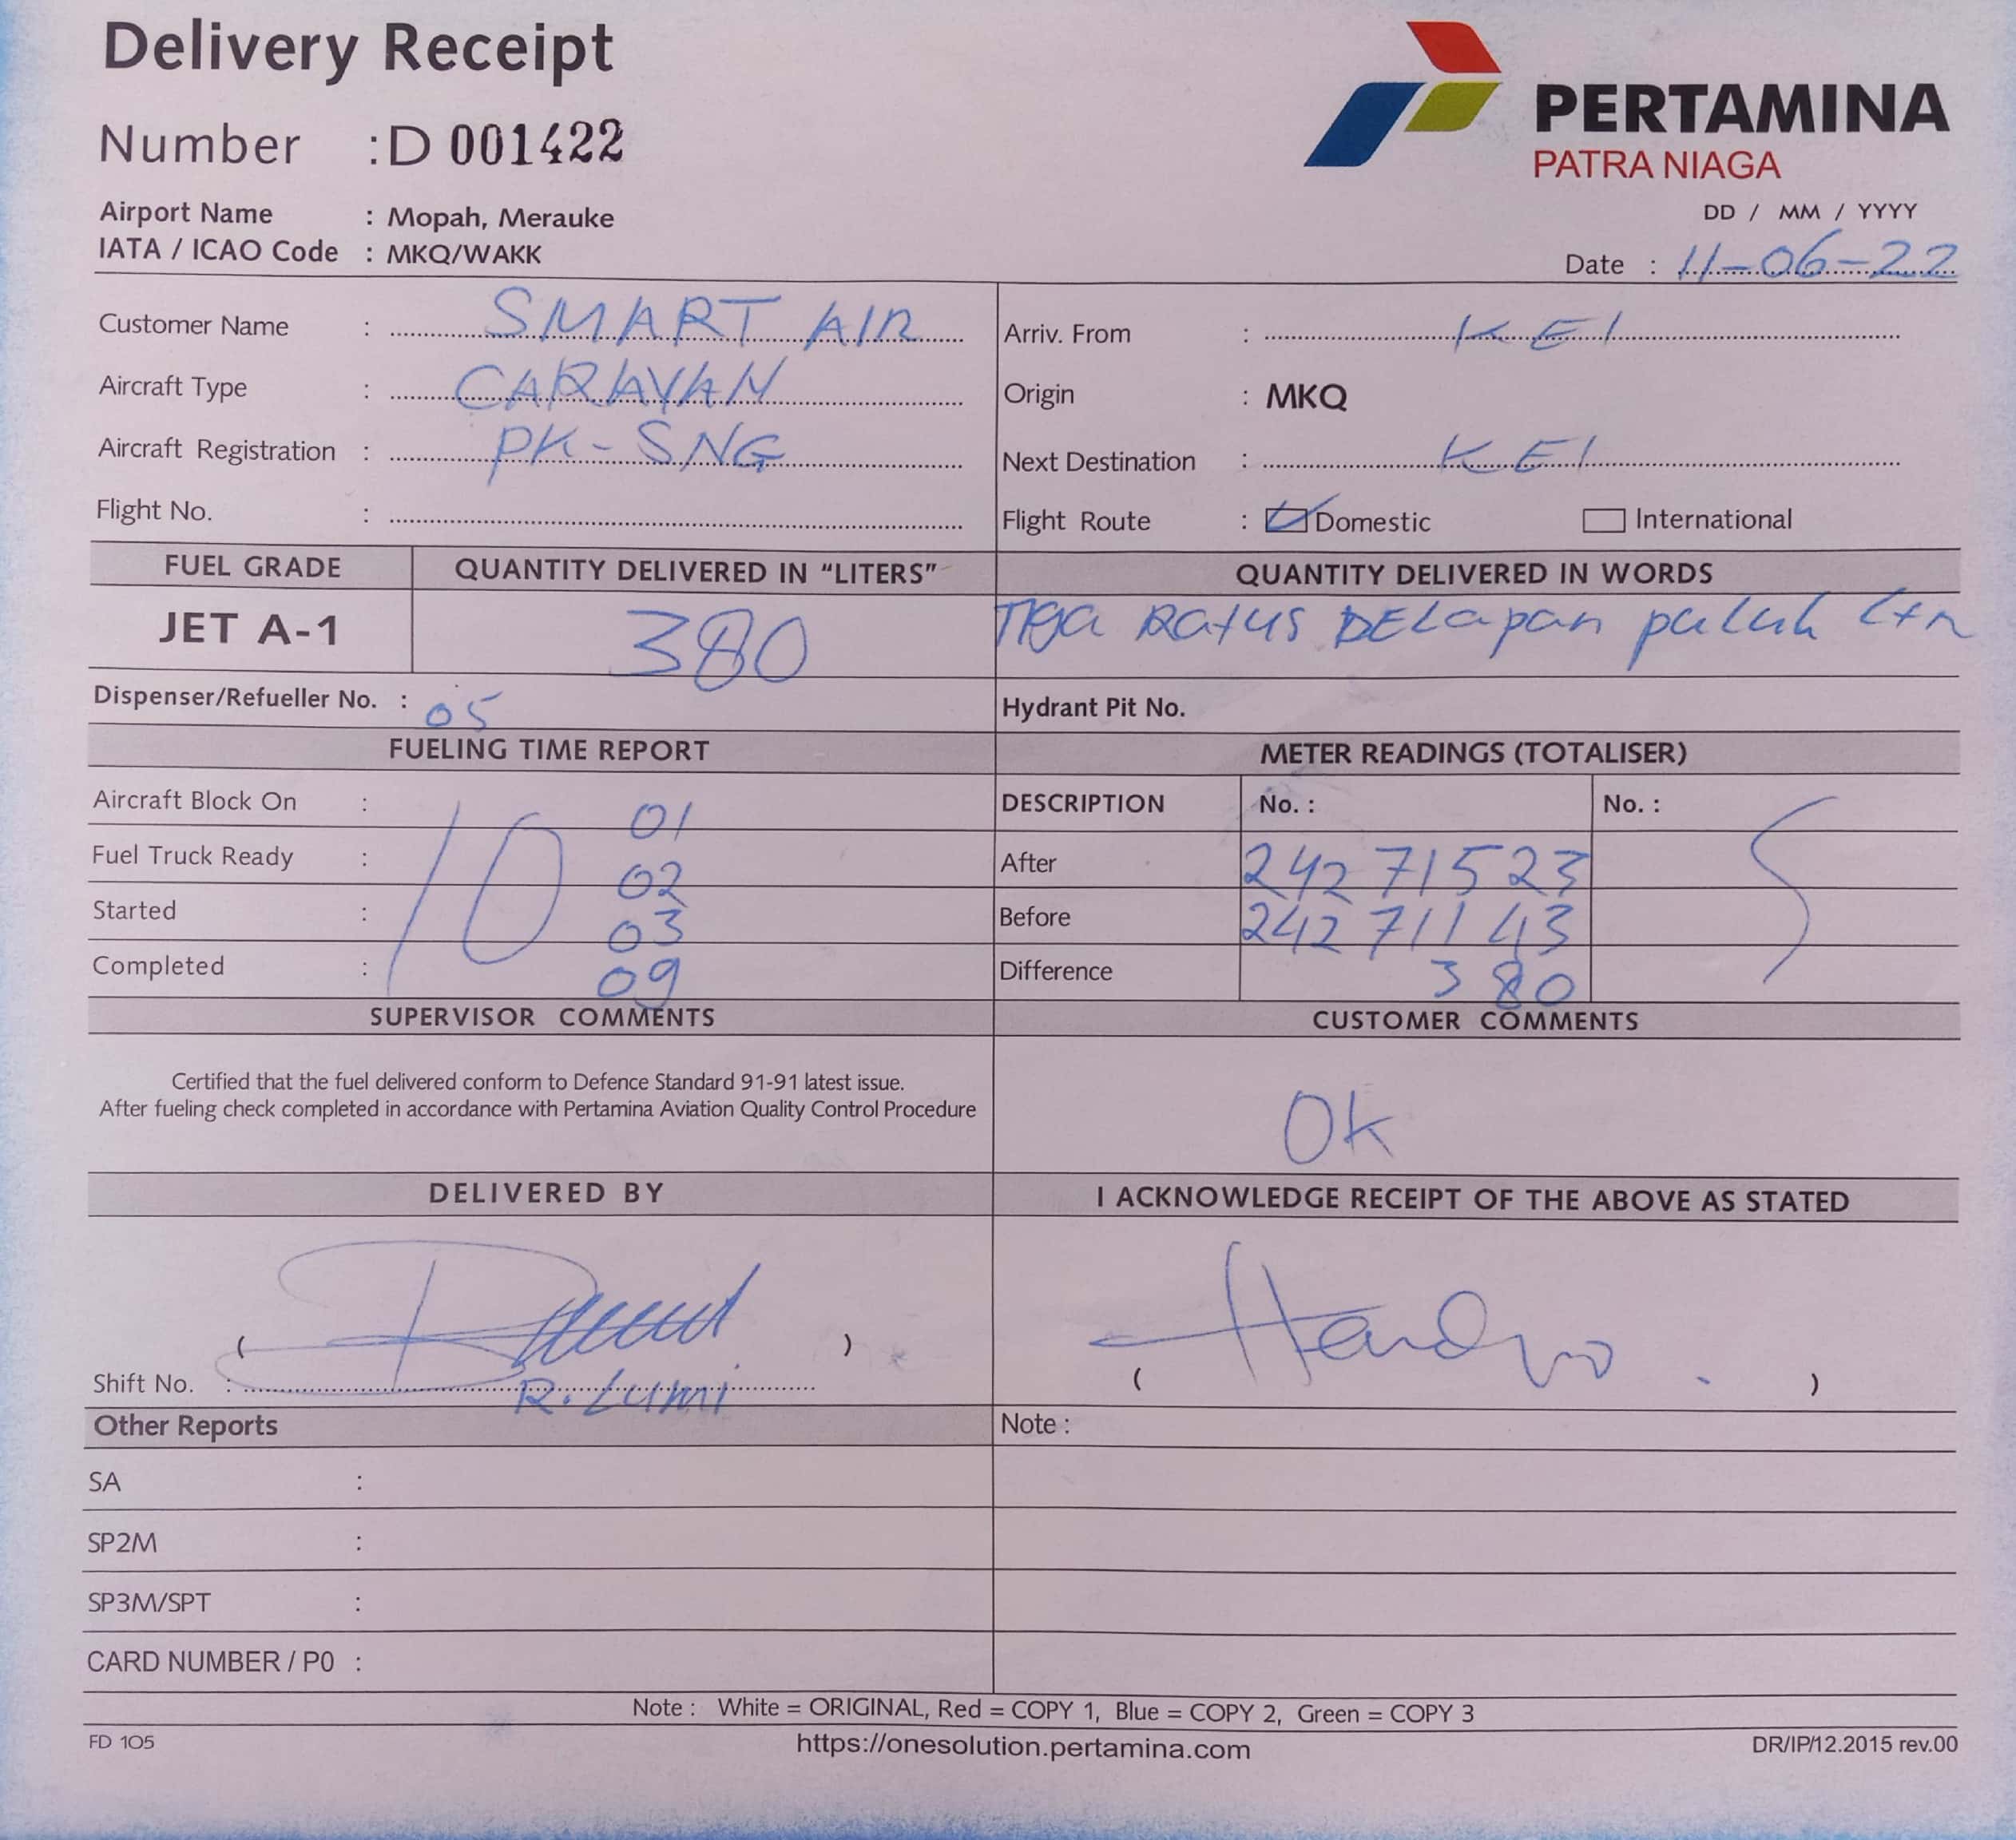 Delivery Receipt
Number : D 001422
PERTAMINA
PATRA NIAGA
Airport Name : Mopah, Merauke
IATA / ICAO Code : MKQ/WAKK
DD / MM / YYYY
Date : 11-06-22
Customer Name : SMART AIR
Aircraft Type : CARAVAN
Aircraft Registration : PK-SNG
Flight No. :
Arriv. From : KEI
Origin : MKQ
Next Destination : KEI
Flight Route : Domestic International
FUEL GRADE QUANTITY DELIVERED IN “LITERS” QUANTITY DELIVERED IN WORDS
JET A-1 380 TIga RatuS DELapan puluh Ltr
Dispenser/Refueller No. : 05 Hydrant Pit No.
FUELING TIME REPORT
Aircraft Block On : 01
Fuel Truck Ready : 02
10
Started : 03
Completed : 09
METER READINGS (TOTALISER)
DESCRIPTION No. : No. :
After 24271523
Before 24271143
Difference 380
SUPERVISOR COMMENTS
Certified that the fuel delivered conform to Defence Standard 91-91 latest issue.
After fueling check completed in accordance with Pertamina Aviation Quality Control Procedure
CUSTOMER COMMENTS
Ok
DELIVERED BY
( )
Shift No. : R. Lumi
I ACKNOWLEDGE RECEIPT OF THE ABOVE AS STATED
( )
Other Reports
SA :
SP2M :
SP3M/SPT :
CARD NUMBER / P0 :
Note :
Note : White = ORIGINAL, Red = COPY 1, Blue = COPY 2, Green = COPY 3
FD 105 https://onesolution.pertamina.com DR/IP/12.2015 rev.00